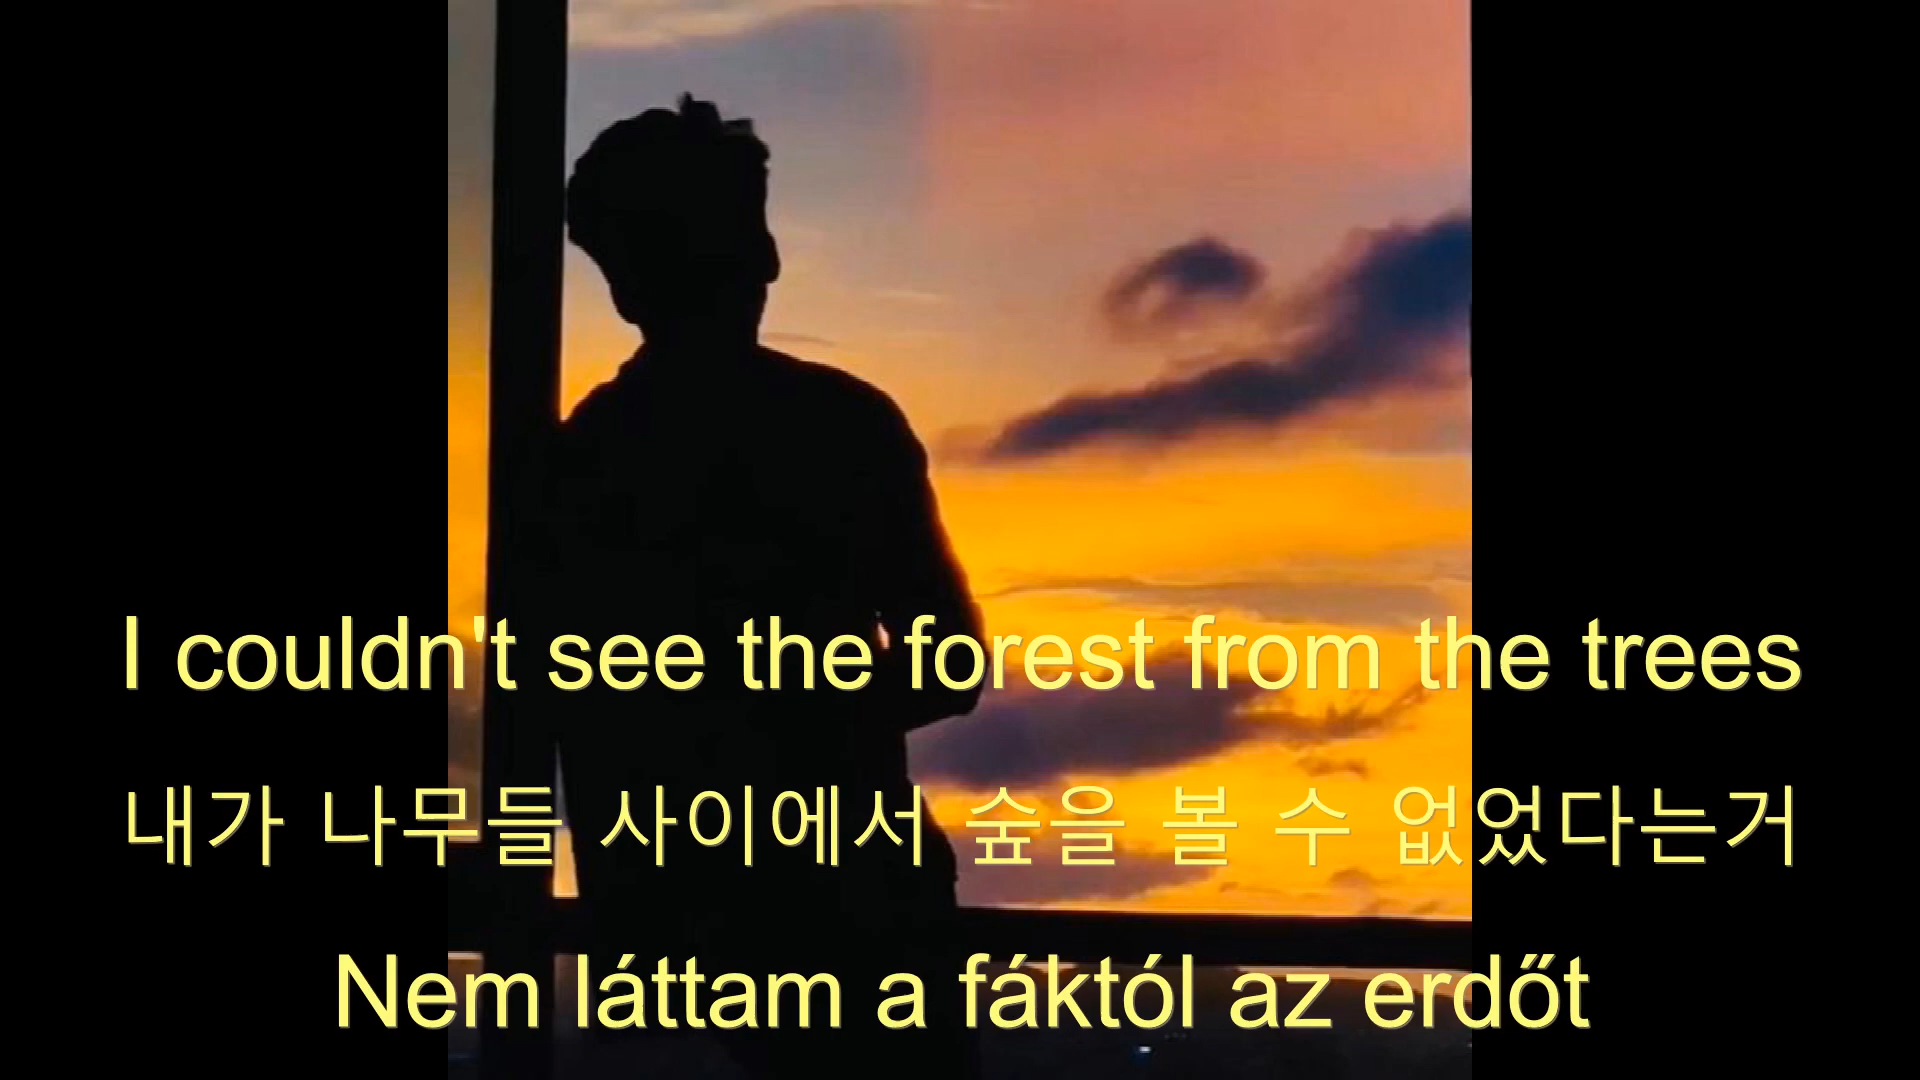 I couldn't see the forest from the trees
내가 나무들 사이에서 숲을 볼 수 없었다는거
Nem láttam a fáktól az erdőt